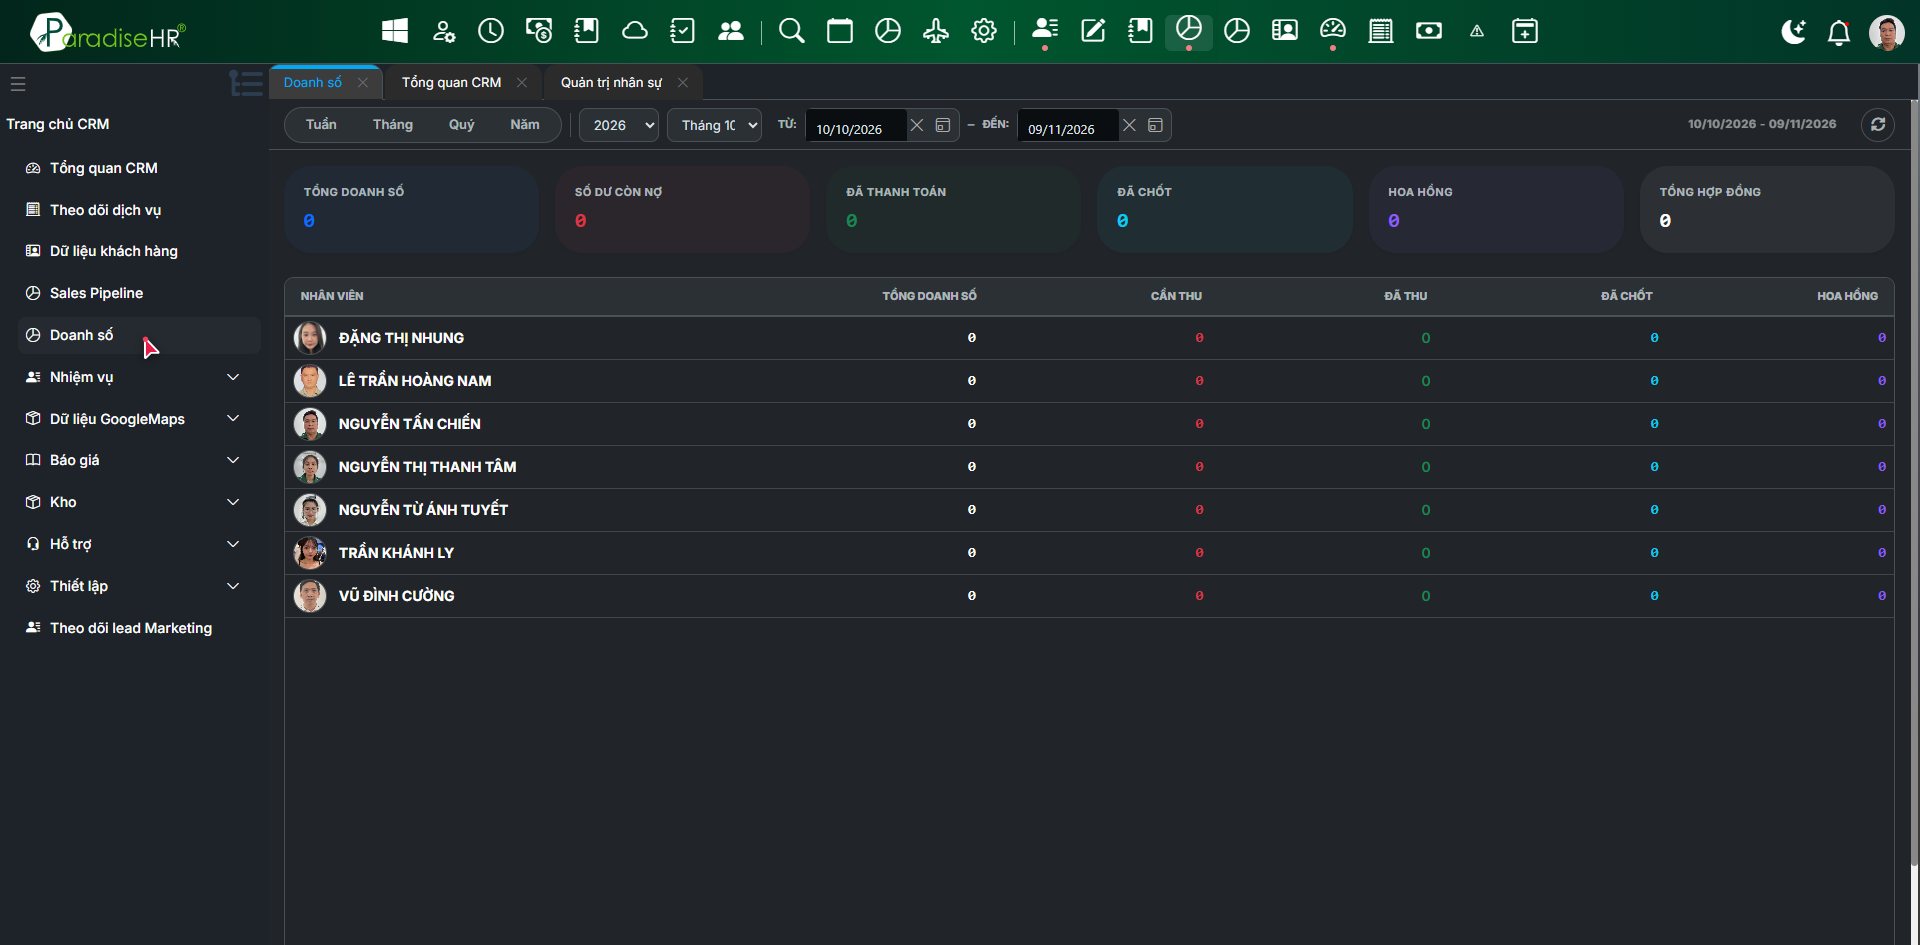 ParadiseHR®
Doanh số
Tổng quan CRM
Quản trị nhân sự
Trang chủ CRM
Tổng quan CRM
Theo dõi dịch vụ
Dữ liệu khách hàng
Sales Pipeline
Doanh số
Nhiệm vụ
Dữ liệu GoogleMaps
Báo giá
Kho
Hỗ trợ
Thiết lập
Theo dõi lead Marketing
Tuần Tháng Quý Năm 2026 Tháng 10 TỪ: 10/10/2026 – ĐẾN: 09/11/2026 10/10/2026 - 09/11/2026
TỔNG DOANH SỐ
0
SỐ DƯ CÒN NỢ
0
ĐÃ THANH TOÁN
0
ĐÃ CHỐT
0
HOA HỒNG
0
TỔNG HỢP ĐỒNG
0
NHÂN VIÊN TỔNG DOANH SỐ CẦN THU ĐÃ THU ĐÃ CHỐT HOA HỒNG
ĐẶNG THỊ NHUNG 0 0 0 0 0
LÊ TRẦN HOÀNG NAM 0 0 0 0 0
NGUYỄN TẤN CHIẾN 0 0 0 0 0
NGUYỄN THỊ THANH TÂM 0 0 0 0 0
NGUYỄN TỪ ÁNH TUYẾT 0 0 0 0 0
TRẦN KHÁNH LY 0 0 0 0 0
VŨ ĐÌNH CƯỜNG 0 0 0 0 0